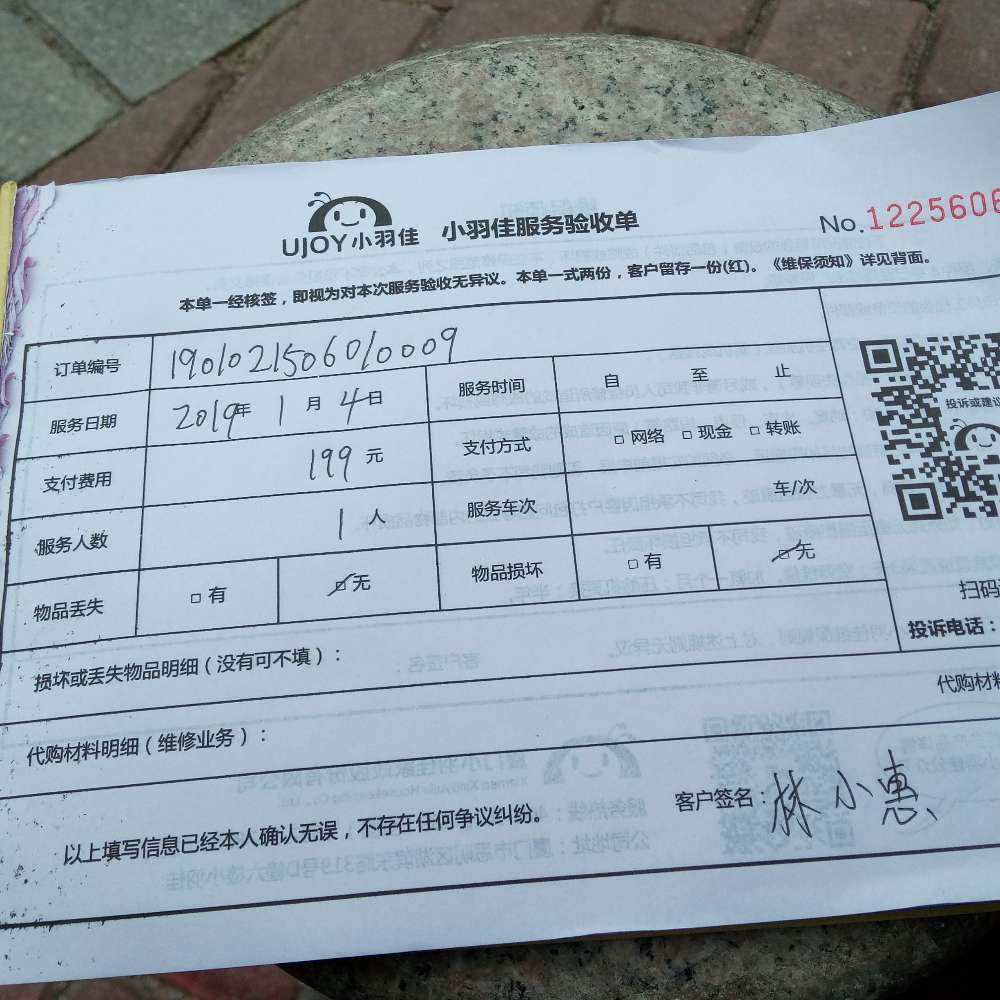 UJOY小羽佳 小羽佳服务验收单 No.1225606
本单一经核签，即视为对本次服务验收无异议。本单一式两份，客户留存一份(红)。《维保须知》详见背面。
订单编号 1901021506010009
服务日期 2019年 1月 4日 服务时间 自 至 止
支付费用 199元 支付方式 □网络 □现金 □转账
服务人数 1人 服务车次 车/次
物品丢失 □有 ☑无 物品损坏 □有 ☑无
投诉或建议
扫码
投诉电话：
损坏或丢失物品明细（没有可不填）：
代购材料明细（维修业务）： 代购材料
以上填写信息已经本人确认无误，不存在任何争议纠纷。 客户签名：林小惠